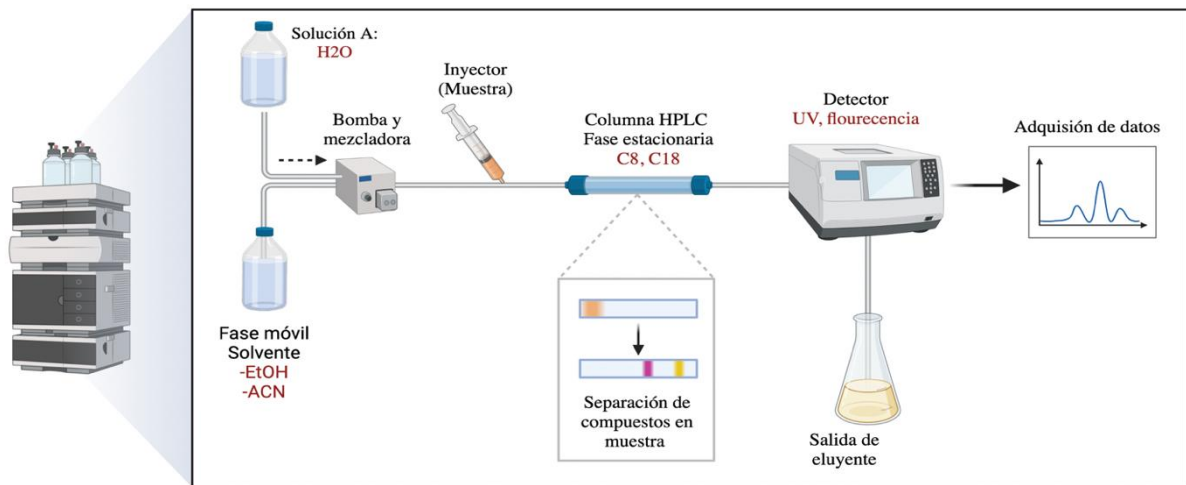 Solución A:
H2O
Inyector
(Muestra)
Bomba y
mezcladora
Columna HPLC
Fase estacionaria
C8, C18
Detector
UV, flourecencia
Adquisión de datos
Fase móvil
Solvente
-EtOH
-ACN
Separación de
compuestos en
muestra
Salida de
eluyente